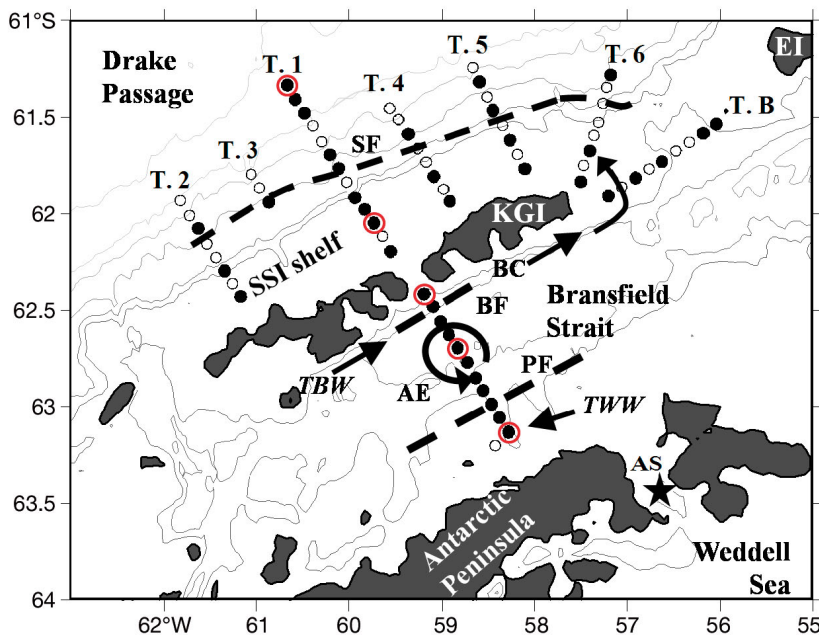 61°S
61.5
62
62.5
63
63.5
64
62°W
61
60
59
58
57
56
55
Drake
Passage
T. 1
T. 4
T. 5
T. 6
EI
T. B
T. 3
T. 2
SF
SSI shelf
KGI
BC
BF
Bransfield
Strait
TBW
AE
PF
TWW
AS
Antarctic
Peninsula
Weddell
Sea